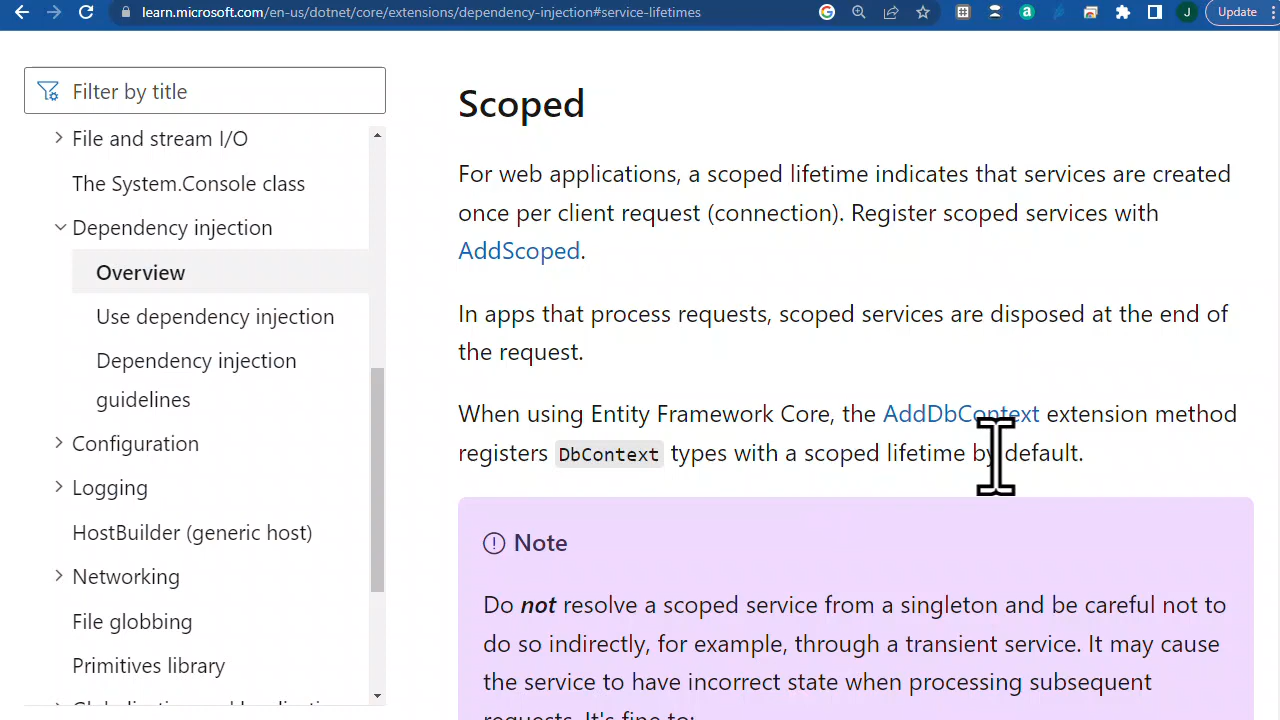 learn.microsoft.com/en-us/dotnet/core/extensions/dependency-injection#service-lifetimes
J
Update
Filter by title
File and stream I/O
The System.Console class
Dependency injection
Overview
Use dependency injection
Dependency injection
guidelines
Configuration
Logging
HostBuilder (generic host)
Networking
File globbing
Primitives library
Scoped
For web applications, a scoped lifetime indicates that services are created
once per client request (connection). Register scoped services with
AddScoped.
In apps that process requests, scoped services are disposed at the end of
the request.
When using Entity Framework Core, the AddDbContext extension method
registers DbContext types with a scoped lifetime by default.
Note
Do not resolve a scoped service from a singleton and be careful not to
do so indirectly, for example, through a transient service. It may cause
the service to have incorrect state when processing subsequent
requests. It's fine to: